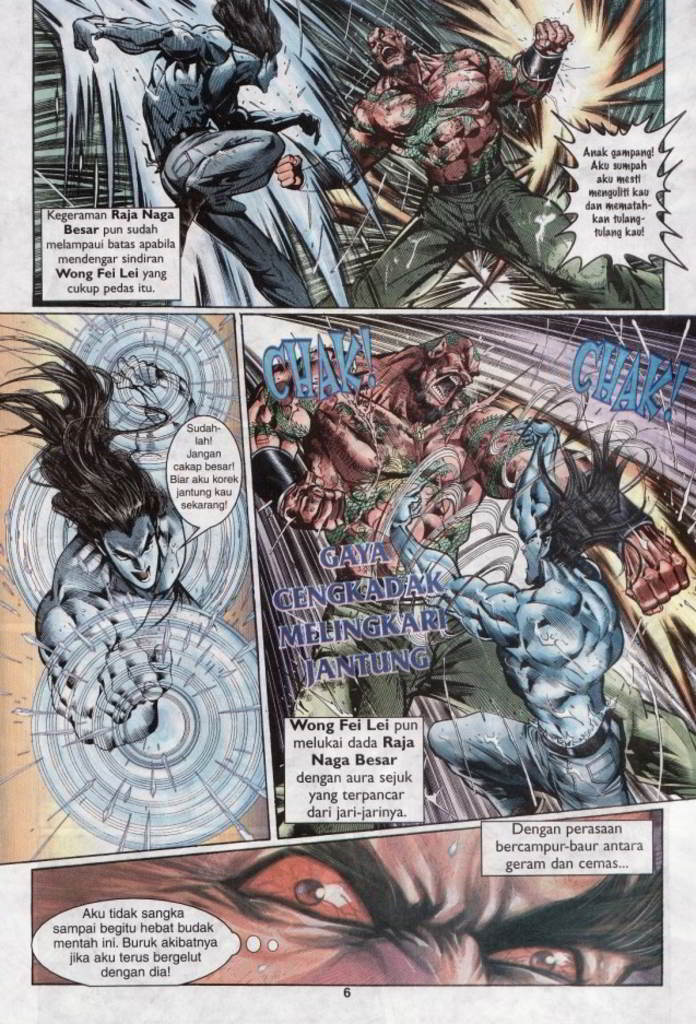 Anak gampang!
Aku sumpah
aku mesti
menguliti kau
dan mematah-
kan tulang-
tulang kau!
Kegeraman Raja Naga
Besar pun sudah
melampaui batas apabila
mendengar sindiran
Wong Fei Lei yang
cukup pedas itu.
Sudah-
lah!
Jangan
cakap besar!
Biar aku korek
jantung kau
sekarang!
CHAK!
CHAK!
GAYA
CENGKADAK
MELINGKARI
JANTUNG
Wong Fei Lei pun
melukai dada Raja
Naga Besar
dengan aura sejuk
yang terpancar
dari jari-jarinya.
Dengan perasaan
bercampur-baur antara
geram dan cemas...
Aku tidak sangka
sampai begitu hebat budak
mentah ini. Buruk akibatnya
jika aku terus bergelut
dengan dia!
6